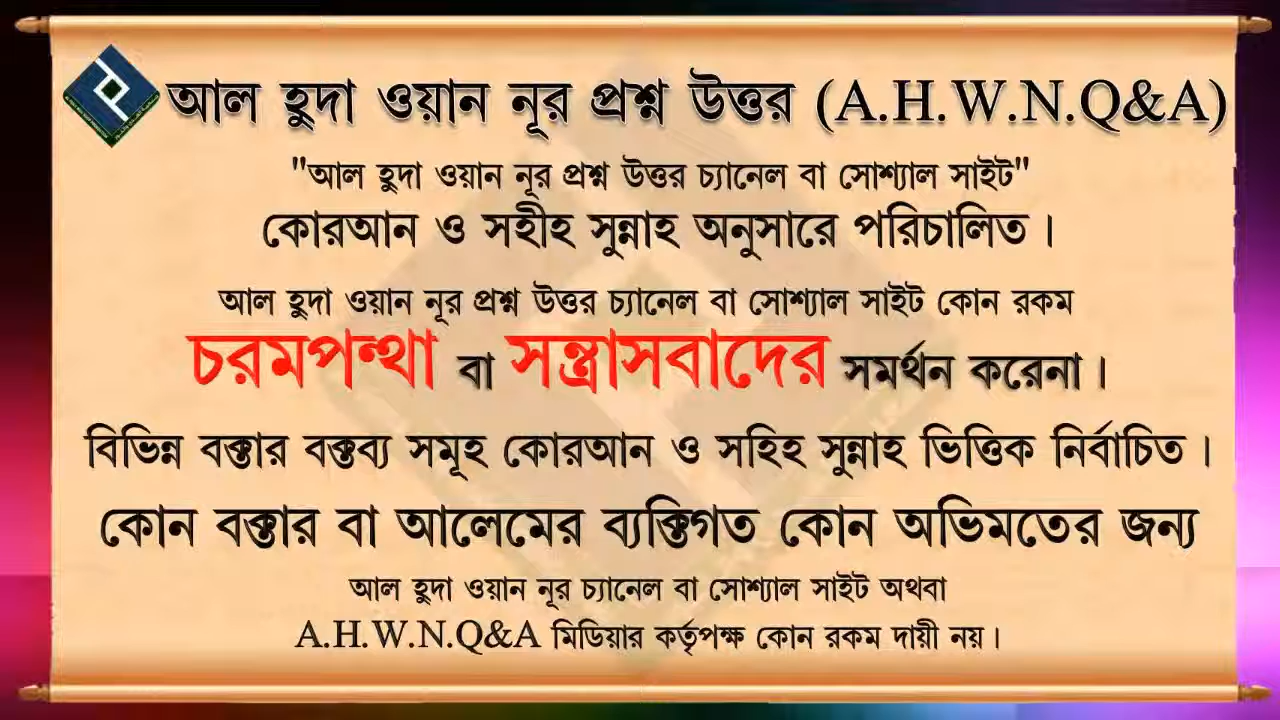 আল হুদা ওয়ান নূর প্রশ্ন উত্তর (A.H.W.N.Q&A)
"আল হুদা ওয়ান নূর প্রশ্ন উত্তর চ্যানেল বা সোশ্যাল সাইট"
কোরআন ও সহীহ সুন্নাহ অনুসারে পরিচালিত।
আল হুদা ওয়ান নূর প্রশ্ন উত্তর চ্যানেল বা সোশ্যাল সাইট কোন রকম
চরমপন্থা বা সন্ত্রাসবাদের সমর্থন করেনা।
বিভিন্ন বক্তার বক্তব্য সমূহ কোরআন ও সহিহ সুন্নাহ ভিত্তিক নির্বাচিত।
কোন বক্তার বা আলেমের ব্যক্তিগত কোন অভিমতের জন্য
আল হুদা ওয়ান নূর চ্যানেল বা সোশ্যাল সাইট অথবা
A.H.W.N.Q&A মিডিয়ার কর্তৃপক্ষ কোন রকম দায়ী নয়।